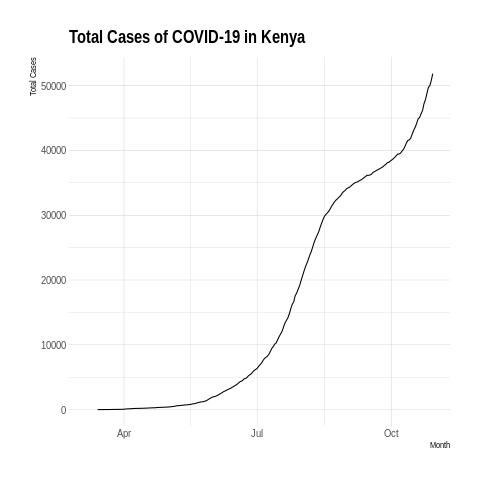 Total Cases of COVID-19 in Kenya
Total Cases
50000
40000
30000
20000
10000
0
Apr Jul Oct
Month